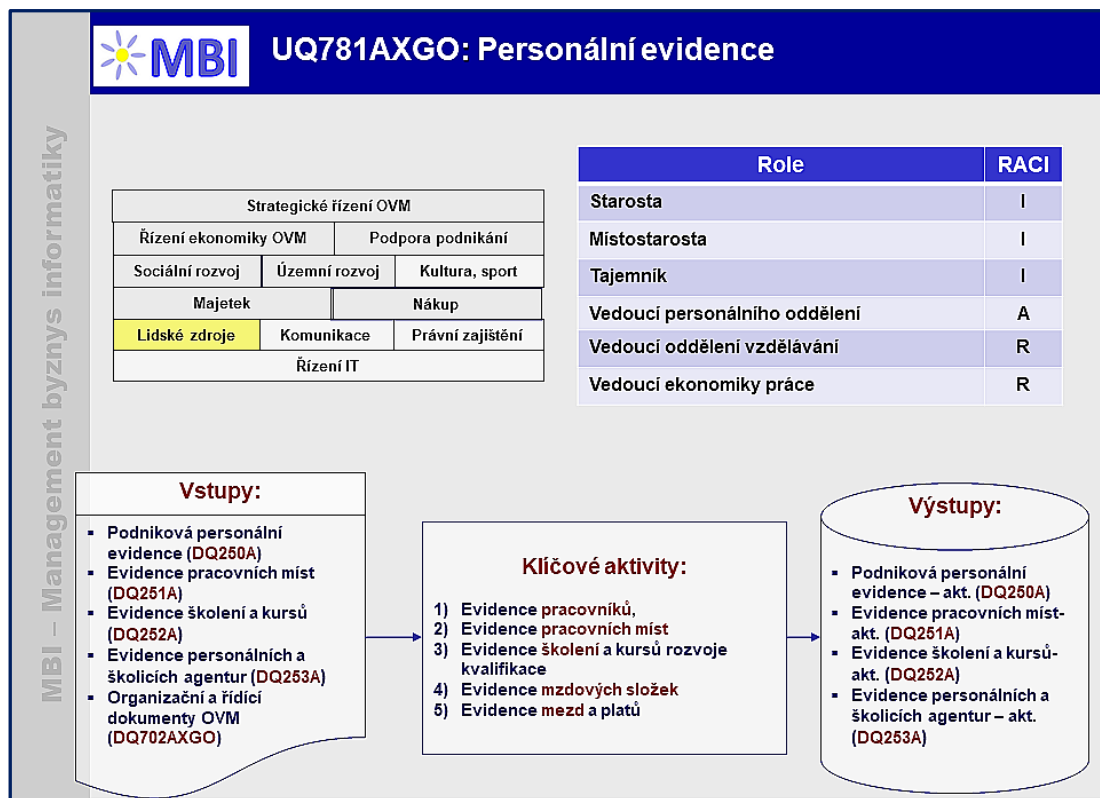 MBI
UQ781AXGO: Personální evidence
MBI – Management byznys informatiky
Strategické řízení OVM
Řízení ekonomiky OVM
Podpora podnikání
Sociální rozvoj
Územní rozvoj
Kultura, sport
Majetek
Nákup
Lidské zdroje
Komunikace
Právní zajištění
Řízení IT
Role RACI
Starosta I
Místostarosta I
Tajemník I
Vedoucí personálního oddělení A
Vedoucí oddělení vzdělávání R
Vedoucí ekonomiky práce R
Vstupy:
▪ Podniková personální
evidence (DQ250A)
▪ Evidence pracovních míst
(DQ251A)
▪ Evidence školení a kursů
(DQ252A)
▪ Evidence personálních a
školicích agentur (DQ253A)
▪ Organizační a řídící
dokumenty OVM
(DQ702AXGO)
Klíčové aktivity:
1) Evidence pracovníků,
2) Evidence pracovních míst
3) Evidence školení a kursů rozvoje
kvalifikace
4) Evidence mzdových složek
5) Evidence mezd a platů
Výstupy:
▪ Podniková personální
evidence – akt. (DQ250A)
▪ Evidence pracovních míst-
akt. (DQ251A)
▪ Evidence školení a kursů-
akt. (DQ252A)
▪ Evidence personálních a
školicích agentur – akt.
(DQ253A)